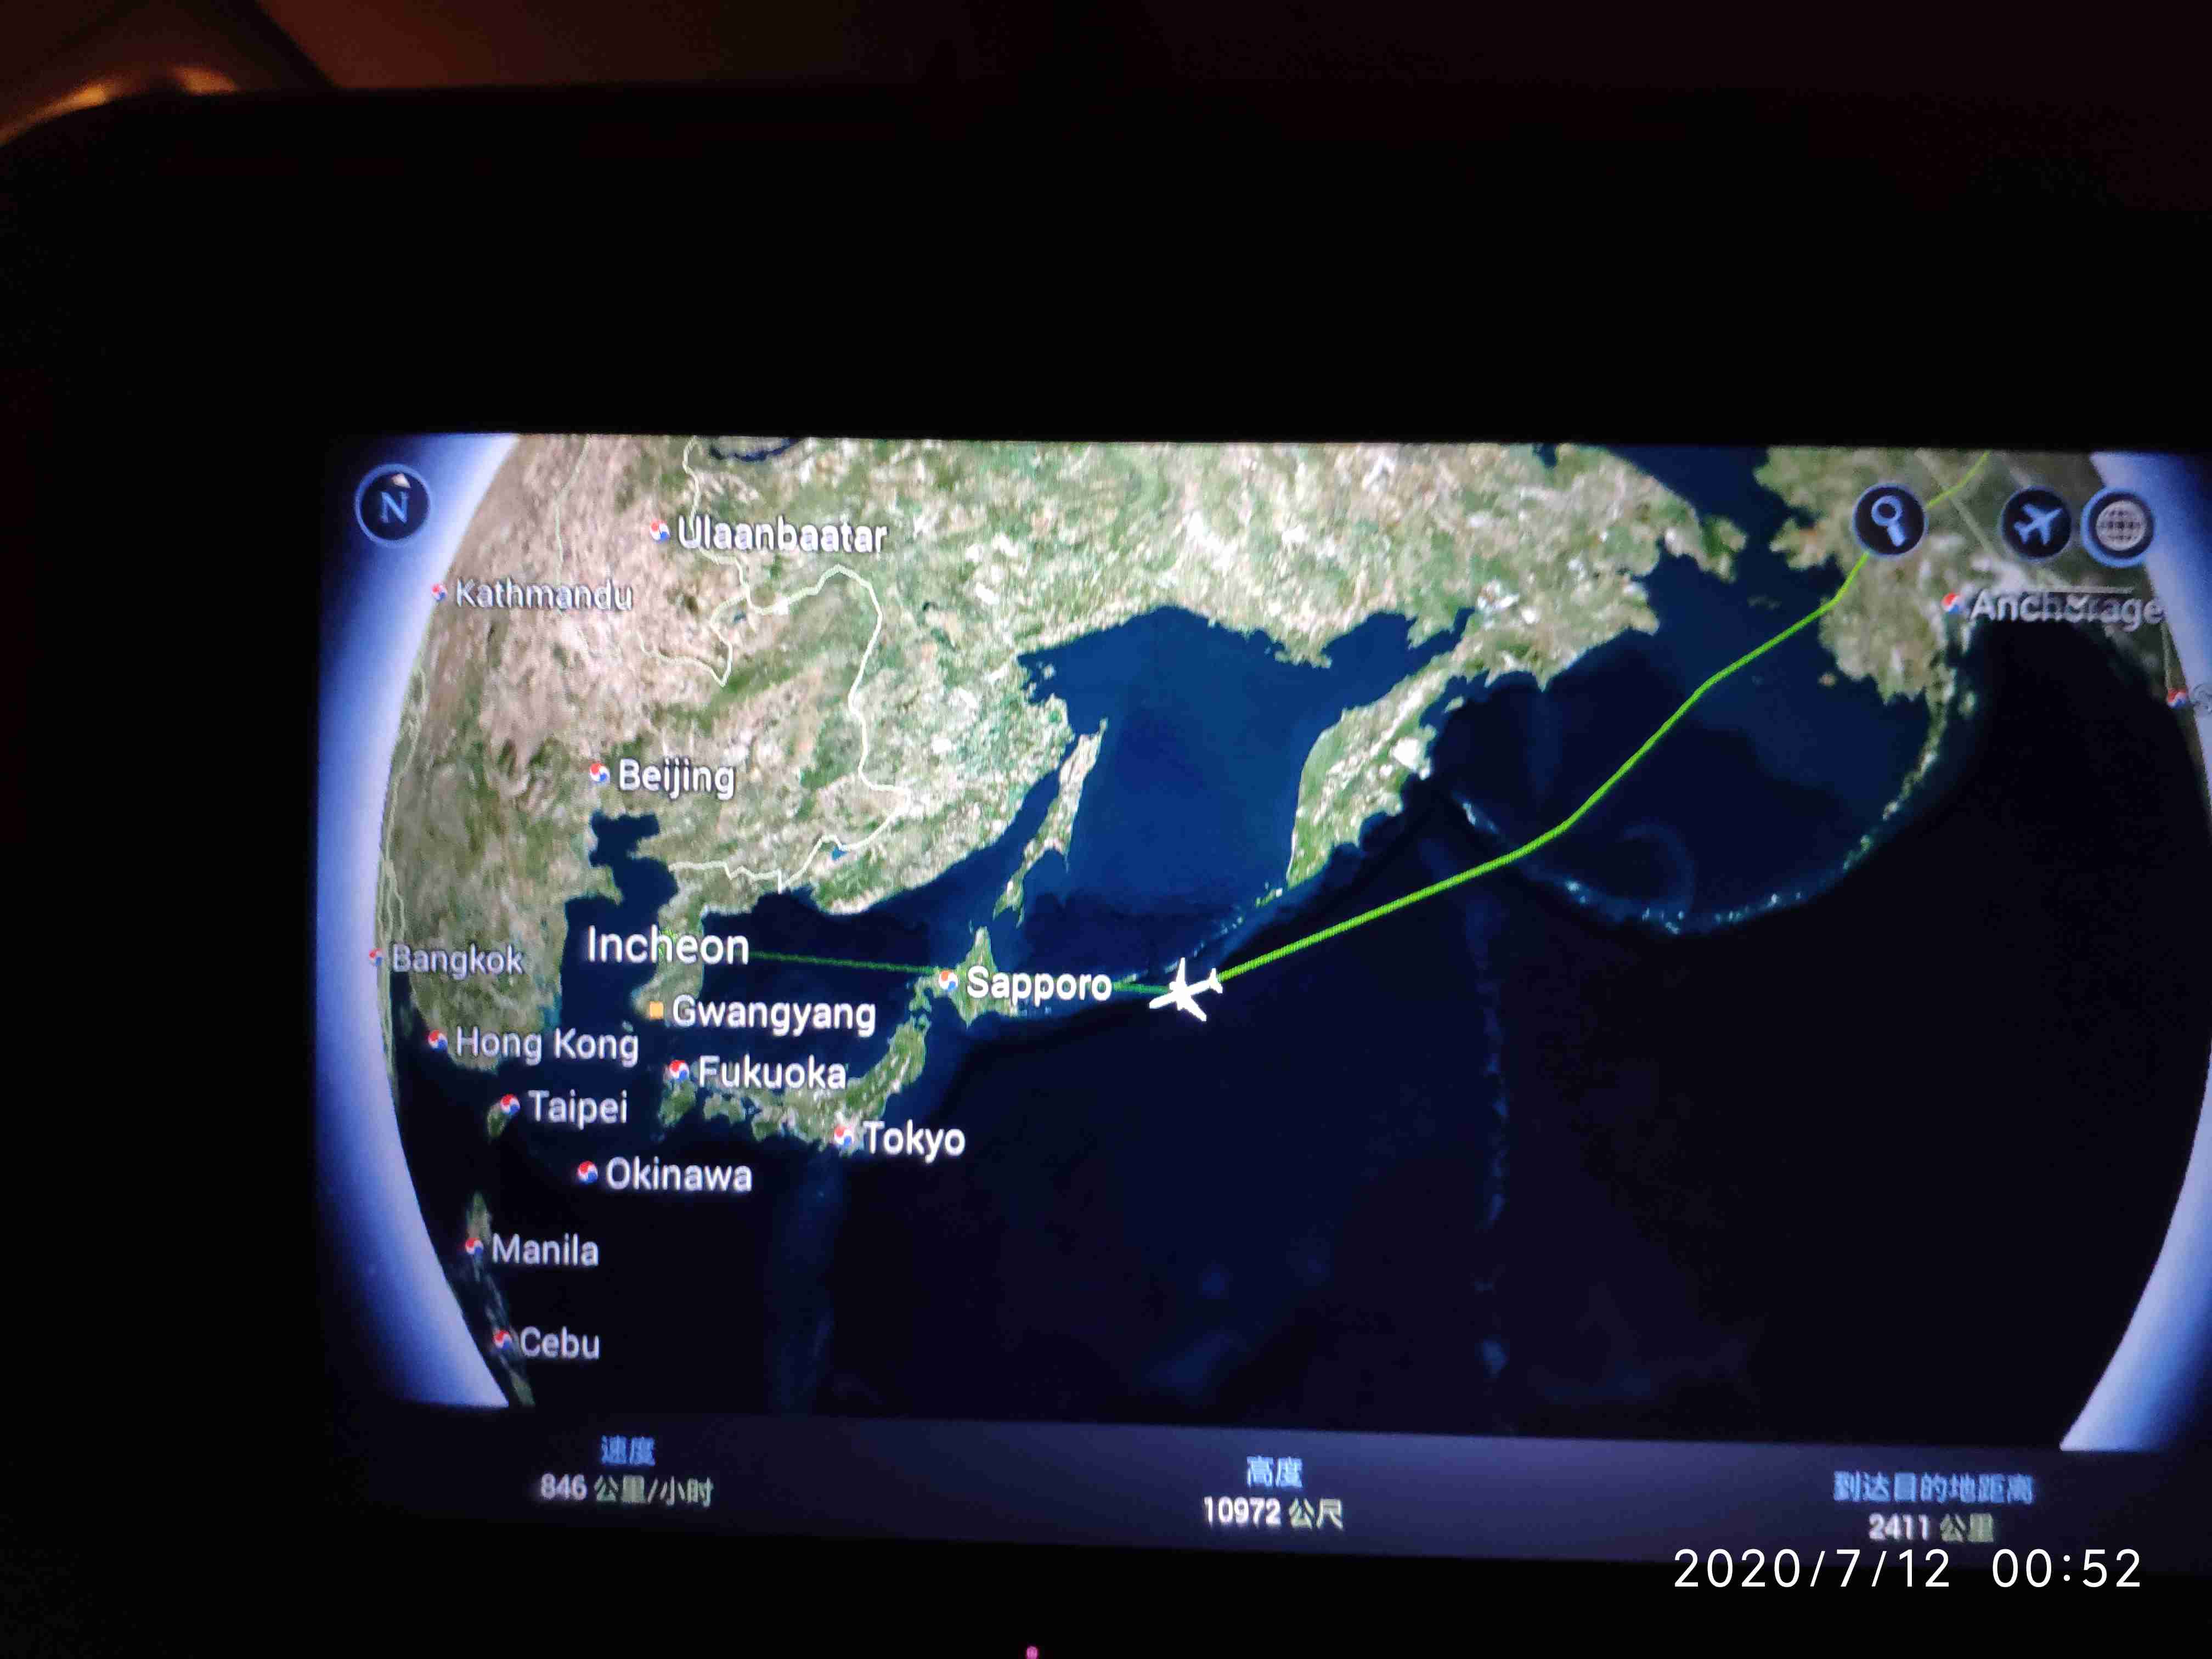 N
Ulaanbaatar
Kathmandu
Anchorage
Beijing
Incheon
Bangkok
Sapporo
Gwangyang
Hong Kong
Fukuoka
Taipei
Tokyo
Okinawa
Manila
Cebu
速度
846 公里/小时
高度
10972 公尺
到达目的地距离
2411 公里
2020/7/12 00:52